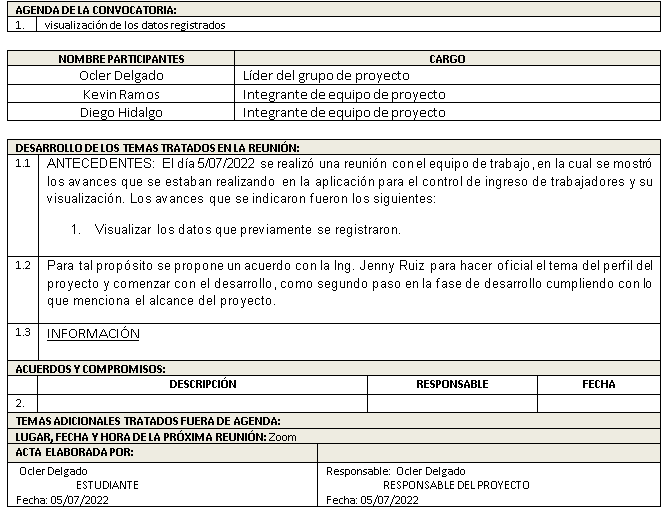 AGENDA DE LA CONVOCATORIA:
1. visualización de los datos registrados
NOMBRE PARTICIPANTES CARGO
Ocler Delgado Líder del grupo de proyecto
Kevin Ramos Integrante de equipo de proyecto
Diego Hidalgo Integrante de equipo de proyecto
DESARROLLO DE LOS TEMAS TRATADOS EN LA REUNIÓN:
1.1 ANTECEDENTES: El día 5/07/2022 se realizó una reunión con el equipo de trabajo, en la cual se mostró
los avances que se estaban realizando en la aplicación para el control de ingreso de trabajadores y su
visualización. Los avances que se indicaron fueron los siguientes:
1. Visualizar los datos que previamente se registraron.
1.2 Para tal propósito se propone un acuerdo con la Ing. Jenny Ruiz para hacer oficial el tema del perfil del
proyecto y comenzar con el desarrollo, como segundo paso en la fase de desarrollo cumpliendo con lo
que menciona el alcance del proyecto.
1.3 INFORMACIÓN
ACUERDOS Y COMPROMISOS:
DESCRIPCIÓN RESPONSABLE FECHA
2.
TEMAS ADICIONALES TRATADOS FUERA DE AGENDA:
LUGAR, FECHA Y HORA DE LA PRÓXIMA REUNIÓN: Zoom
ACTA ELABORADA POR:
Ocler Delgado Responsable: Ocler Delgado
ESTUDIANTE RESPONSABLE DEL PROYECTO
Fecha: 05/07/2022 Fecha: 05/07/2022